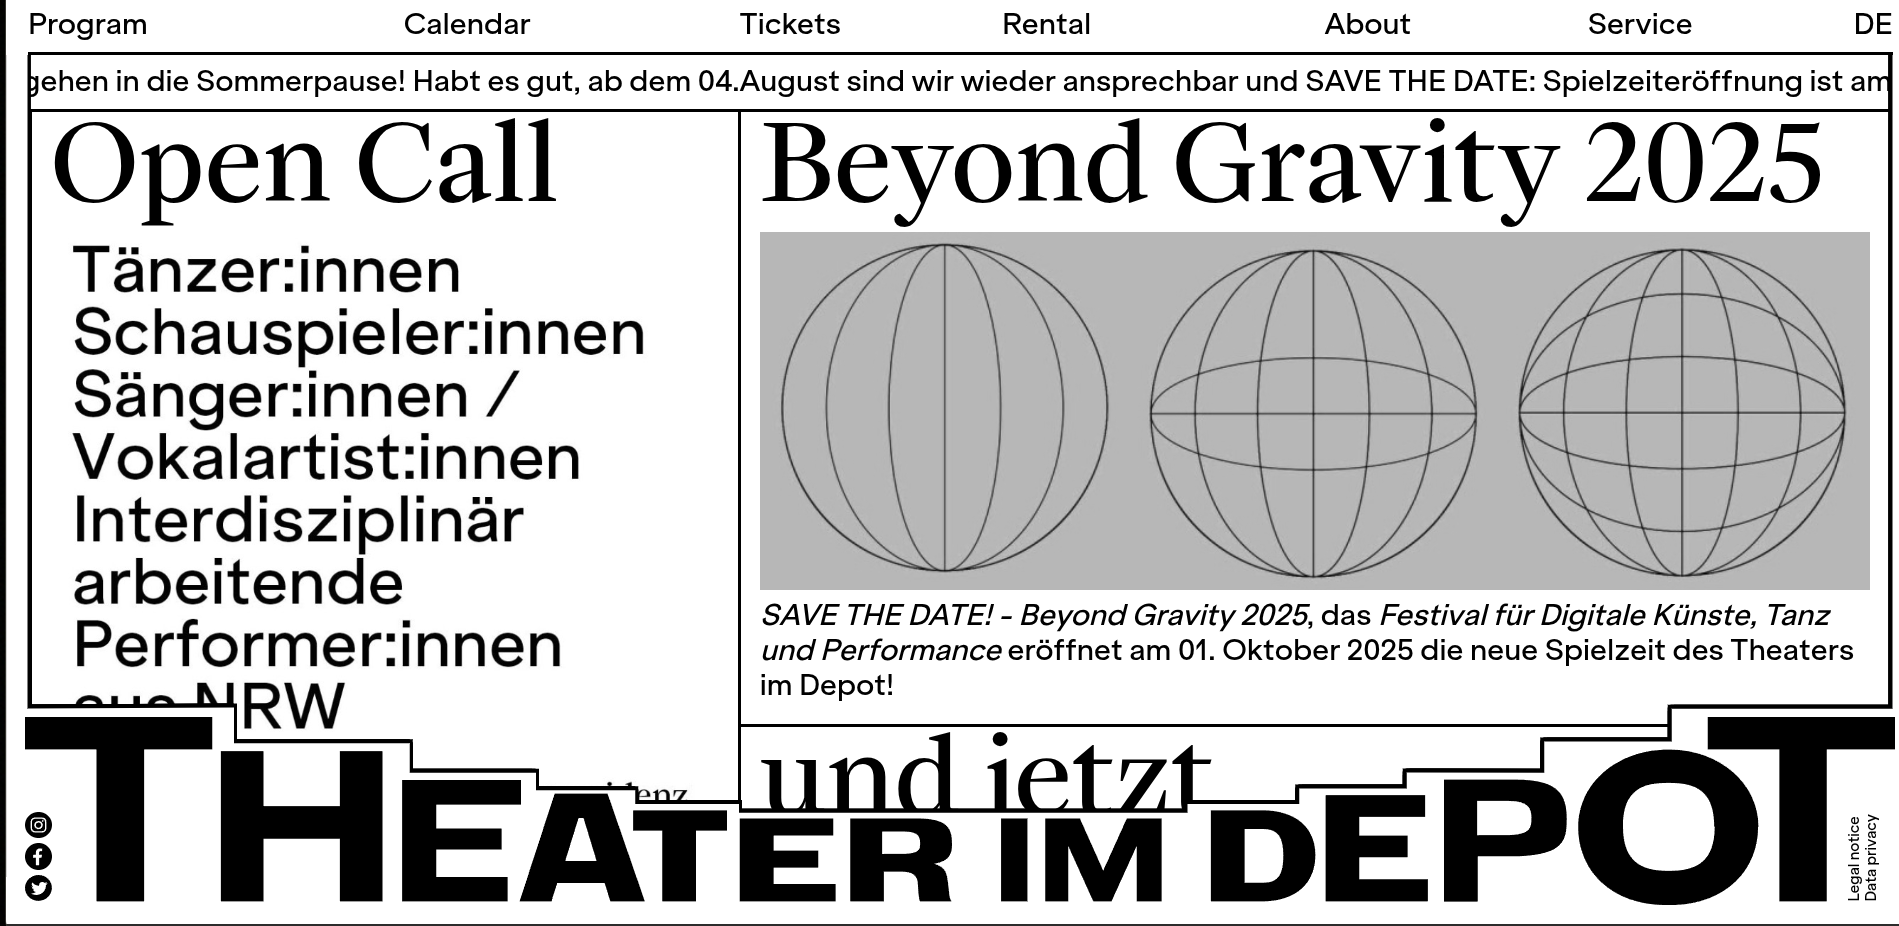 Program Calendar Tickets Rental About Service DE
gehen in die Sommerpause! Habt es gut, ab dem 04.August sind wir wieder ansprechbar und SAVE THE DATE: Spielzeiteröffnung ist am
Open Call
Tänzer:innen
Schauspieler:innen
Sänger:innen /
Vokalartist:innen
Interdisziplinär
arbeitende
Performer:innen
aus NRW
Beyond Gravity 2025
SAVE THE DATE! - Beyond Gravity 2025, das Festival für Digitale Künste, Tanz
und Performance eröffnet am 01. Oktober 2025 die neue Spielzeit des Theaters
im Depot!
und jetzt
THEATER IM DEPOT
Legal notice
Data privacy